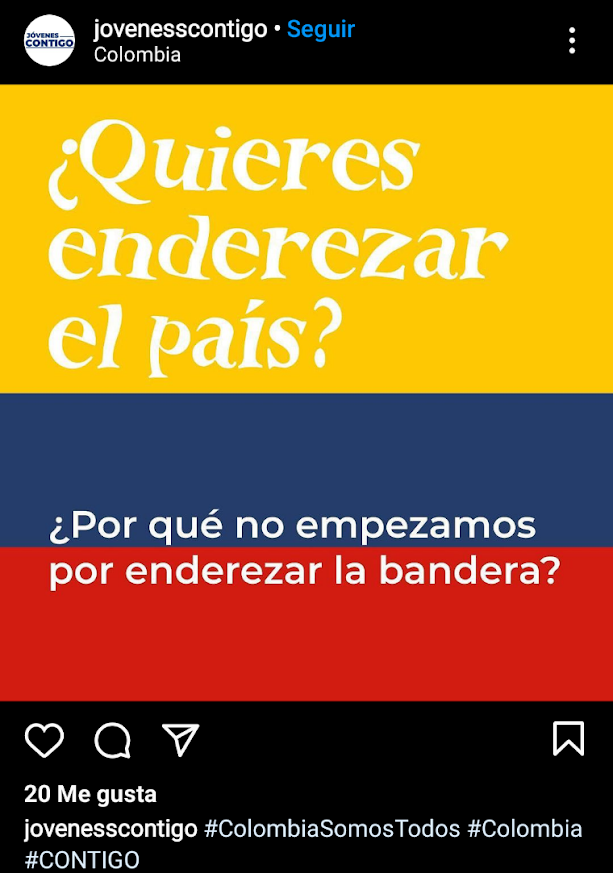 JÓVENES
CONTIGO
jovenesscontigo • Seguir
Colombia
¿Quieres
enderezar
el país?
¿Por qué no empezamos
por enderezar la bandera?
20 Me gusta
jovenesscontigo #ColombiaSomosTodos #Colombia
#CONTIGO